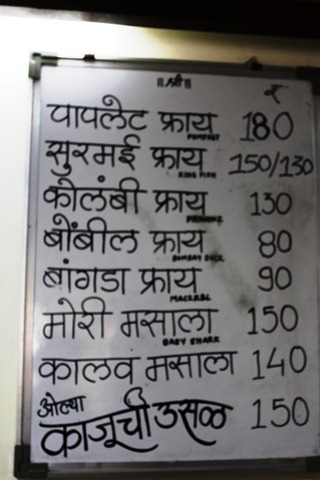 ॥श्री॥
₹
पापलेट फ्राय 180
POMFRET
सुरमई फ्राय 150/130
KING FISH
कोलंबी फ्राय 130
PRAWNS
बोंबील फ्राय 80
BOMBAY DUCK
बांगडा फ्राय 90
MACKREL
मोरी मसाला 150
BABY SHARK
कालवं मसाला 140
ओल्या
काजूची उसळ 150